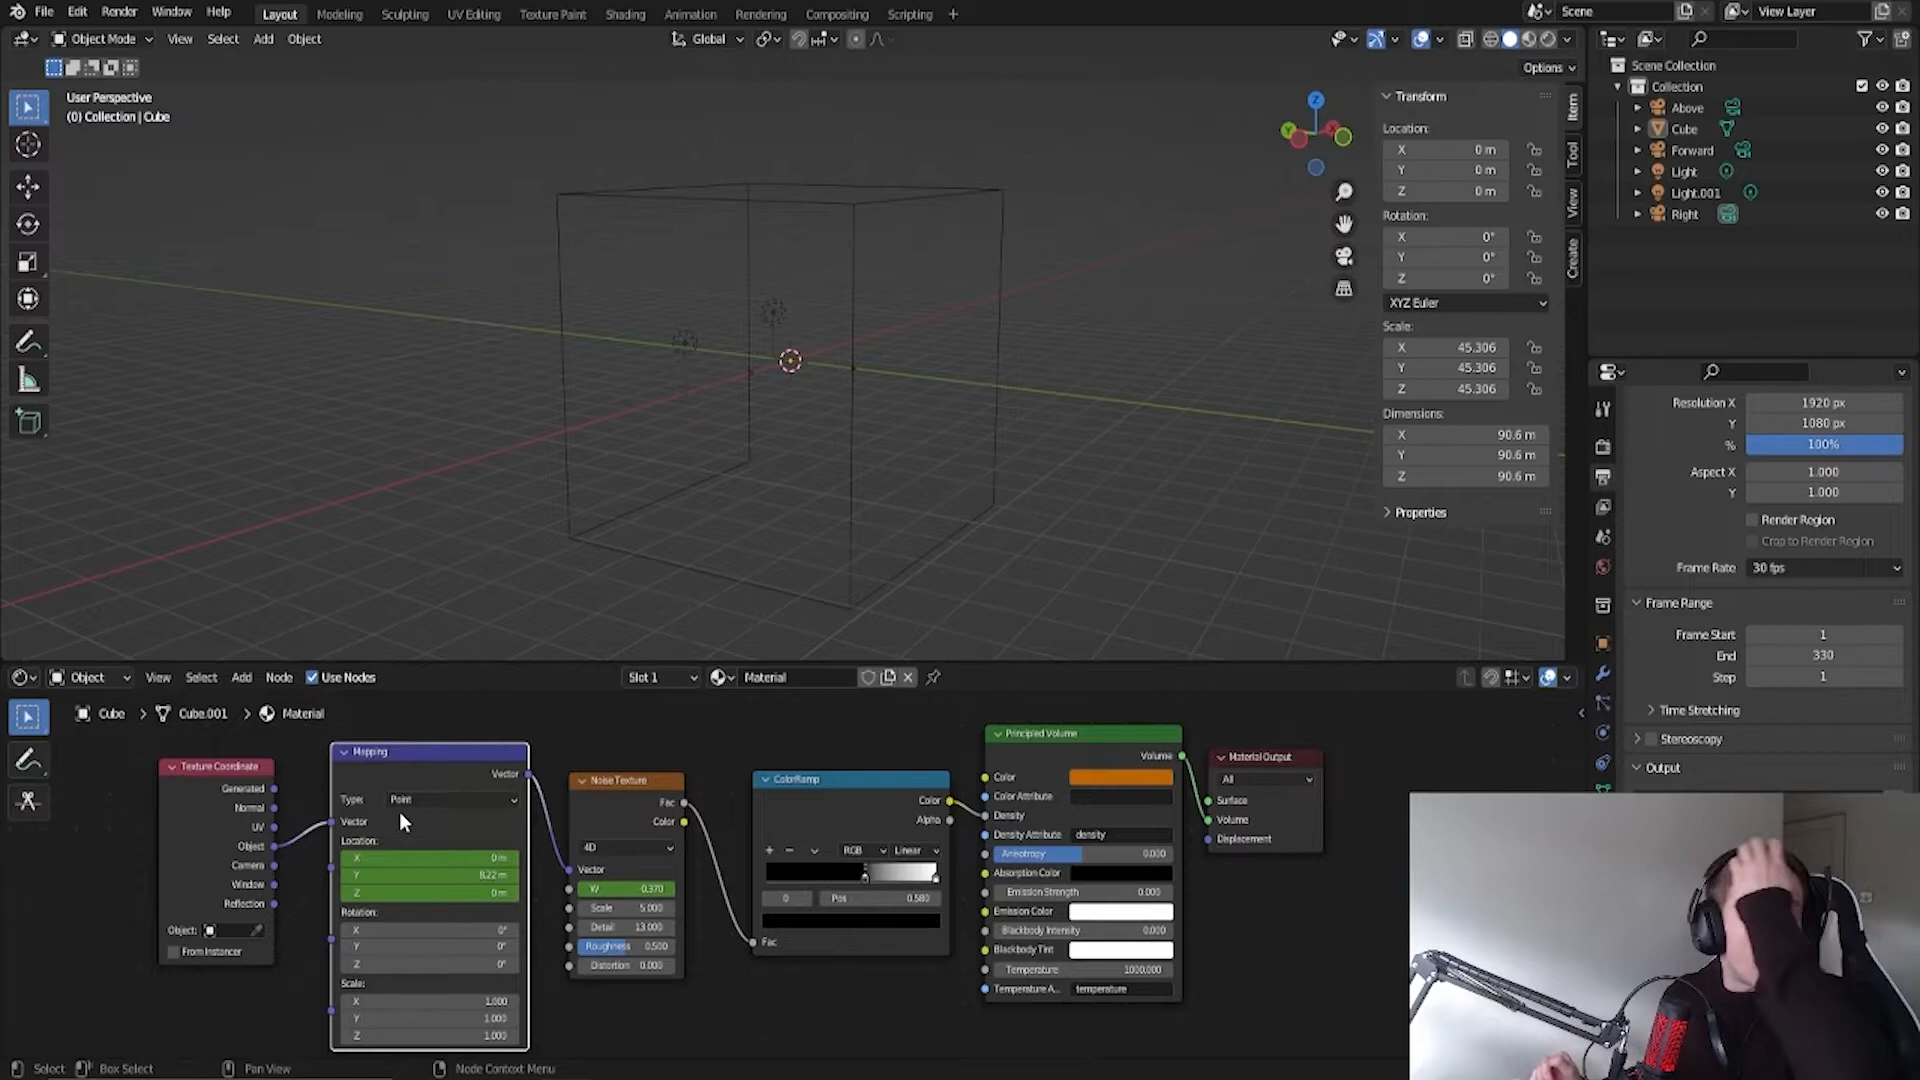 File Edit Render Window Help Layout Modeling Sculpting UV Editing Texture Paint Shading Animation Rendering Compositing Scripting + Scene View Layer
Object Mode View Select Add Object Global
Options
User Perspective
(0) Collection | Cube
Transform
Location:
X 0 m
Y 0 m
Z 0 m
Rotation:
X 0°
Y 0°
Z 0°
XYZ Euler
Scale:
X 45.306
Y 45.306
Z 45.306
Dimensions:
X 90.6 m
Y 90.6 m
Z 90.6 m
Properties
Item
Tool
View
Create
Z
Y
Scene Collection
Collection
Above
Cube
Forward
Light
Light.001
Right
Resolution X 1920 px
Y 1080 px
% 100%
Aspect X 1.000
Y 1.000
Render Region
Crop to Render Region
Frame Rate 30 fps
Frame Range
Frame Start 1
End 330
Step 1
Time Stretching
Stereoscopy
Output
Object View Select Add Node Use Nodes Slot 1 Material
Cube > Cube.001 > Material
Texture Coordinate
Generated
Normal
UV
Object
Camera
Window
Reflection
Object:
From Instancer
Mapping
Vector
Type: Point
Vector
Location:
X 0 m
Y 8.22 m
Z 0 m
Rotation:
X 0°
Y 0°
Z 0°
Scale:
X 1.000
Y 1.000
Z 1.000
Noise Texture
Fac
Color
4D
Vector
W -0.370
Scale 5.000
Detail 13.000
Roughness 0.500
Distortion 0.000
ColorRamp
Color
Alpha
+ − RGB Linear
0 Pos 0.580
Fac
Principled Volume
Volume
Color
Color Attribute
Density
Density Attribute density
Anisotropy 0.000
Absorption Color
Emission Strength 0.000
Emission Color
Blackbody Intensity 0.000
Blackbody Tint
Temperature 1000.000
Temperature A... temperature
Material Output
All
Surface
Volume
Displacement
Select Box Select Pan View Node Context Menu